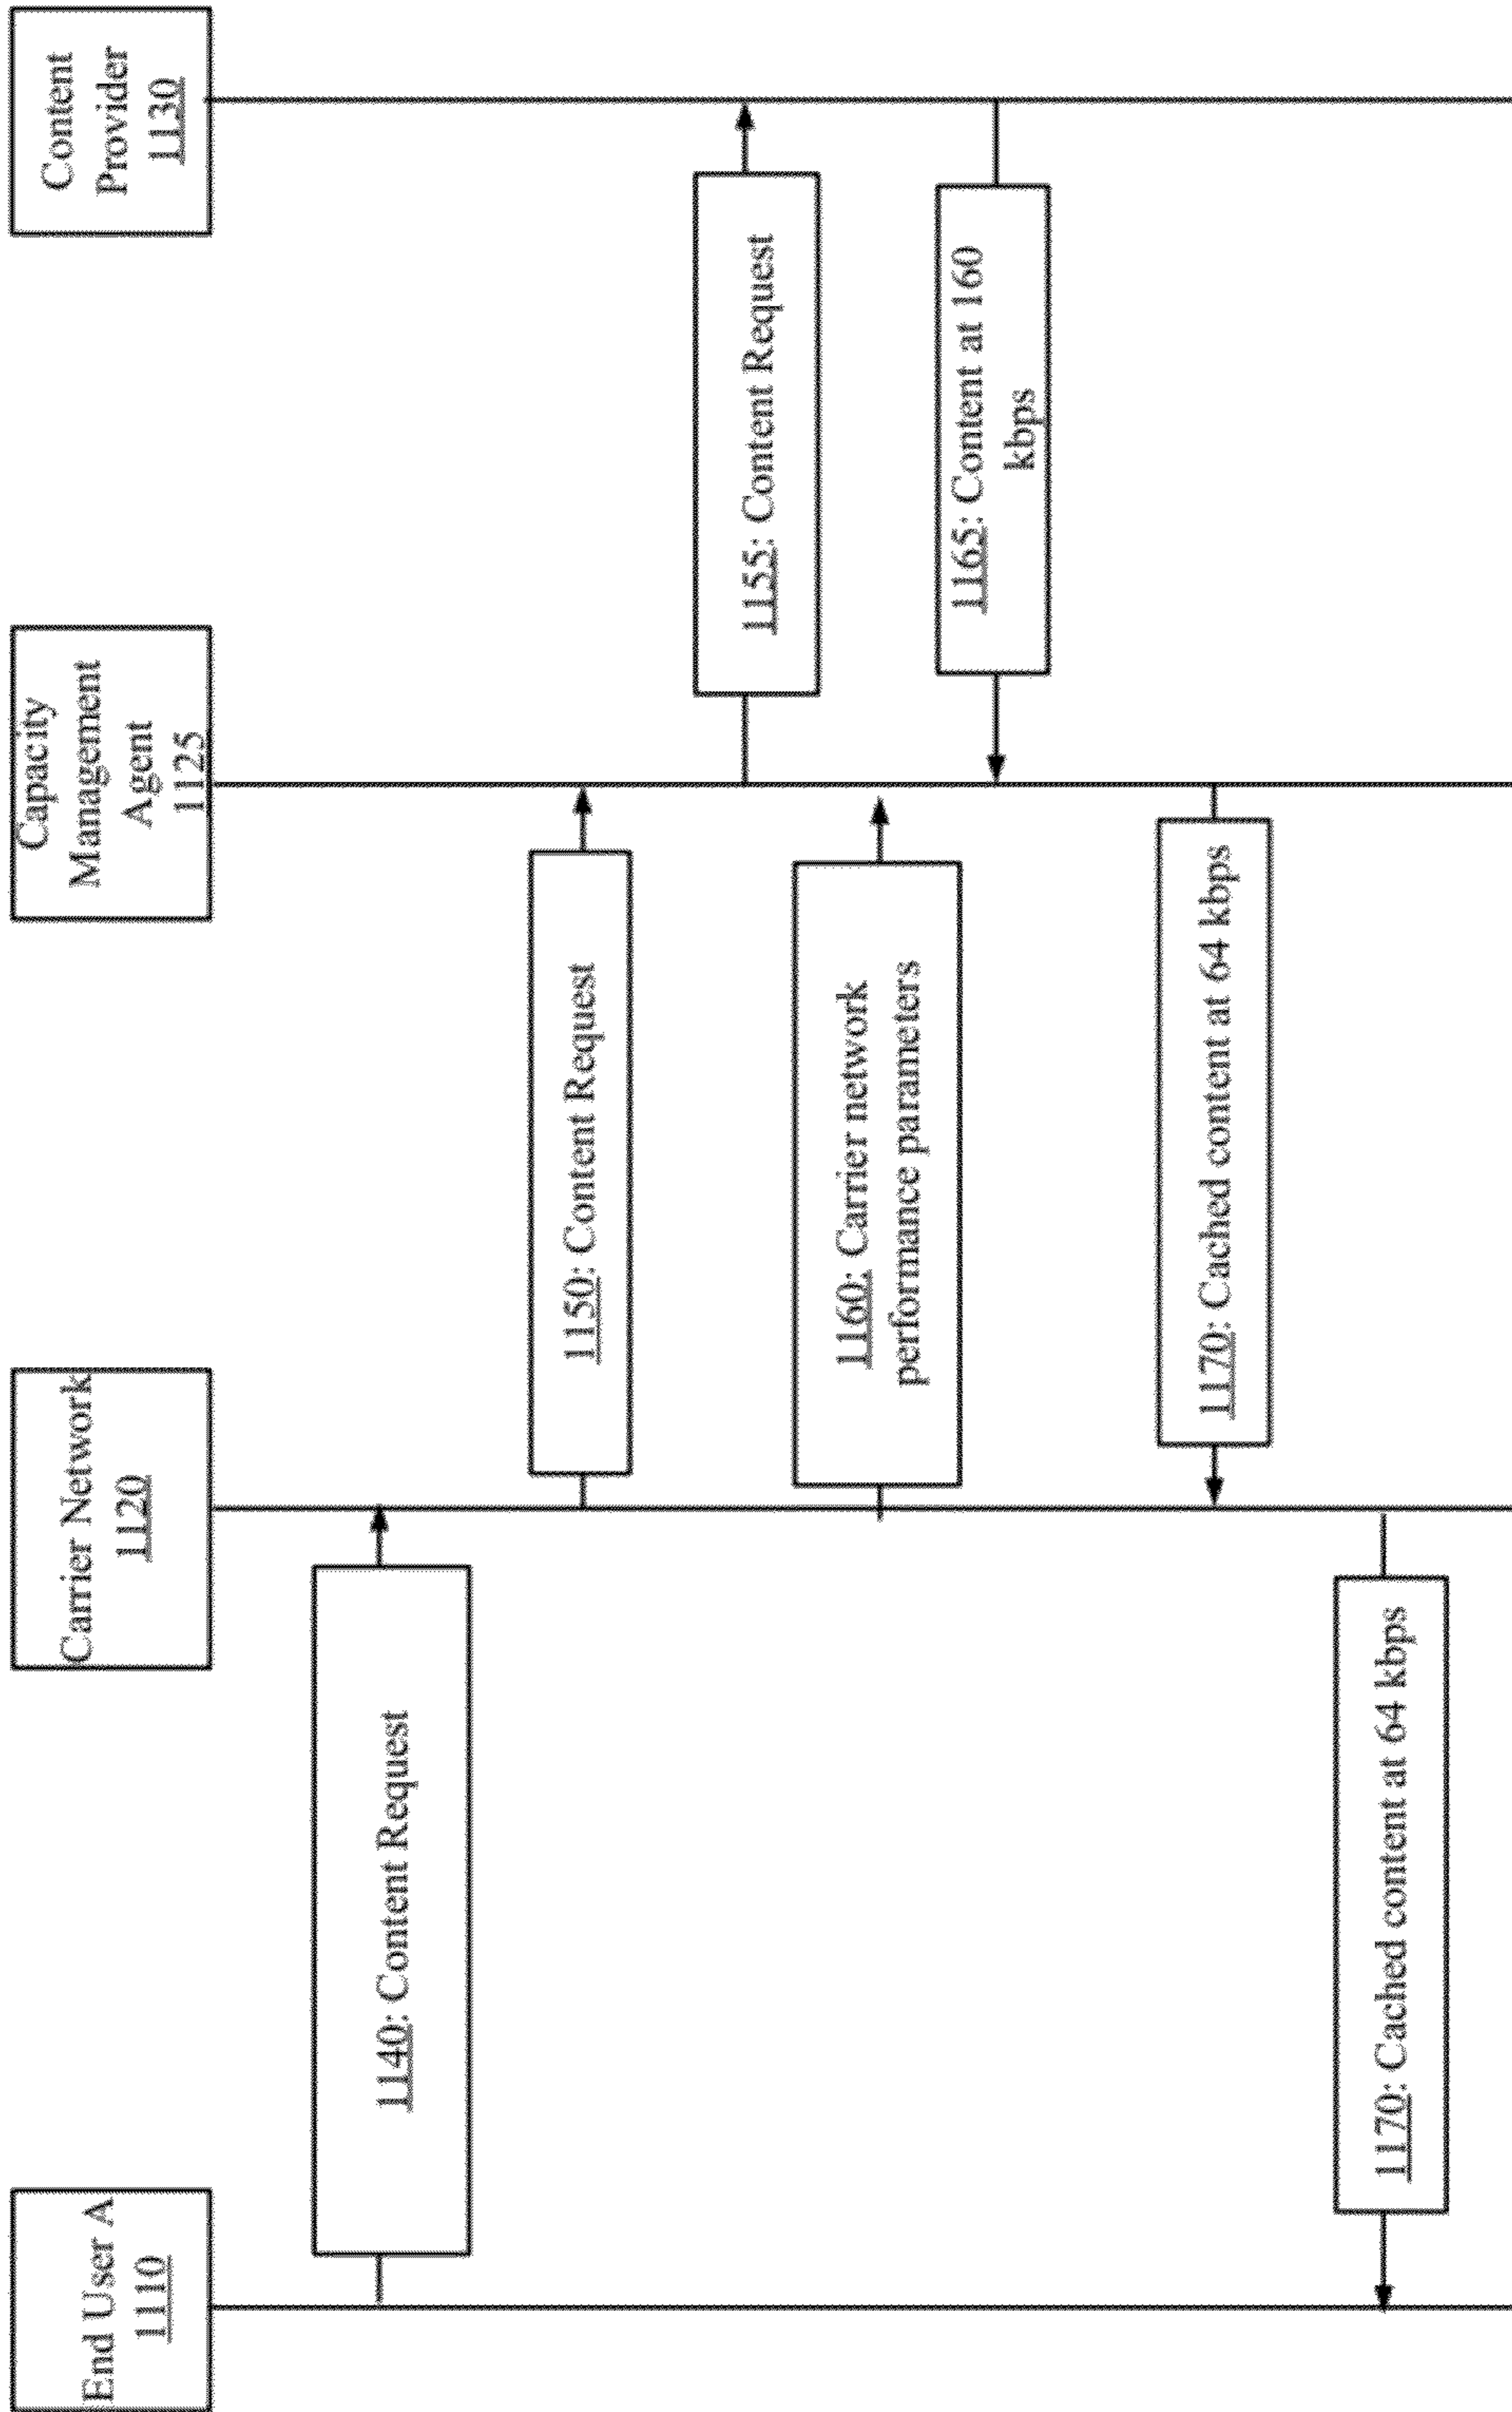 End User A
1110
Carrier Network
1120
Capacity
Management
Agent
1125
Content
Provider
1130
1140: Content Request
1150: Content Request
1155: Content Request
1160: Carrier network
performance parameters
1165: Content at 160
kbps
1170: Cached content at 64 kbps
1170: Cached content at 64 kbps